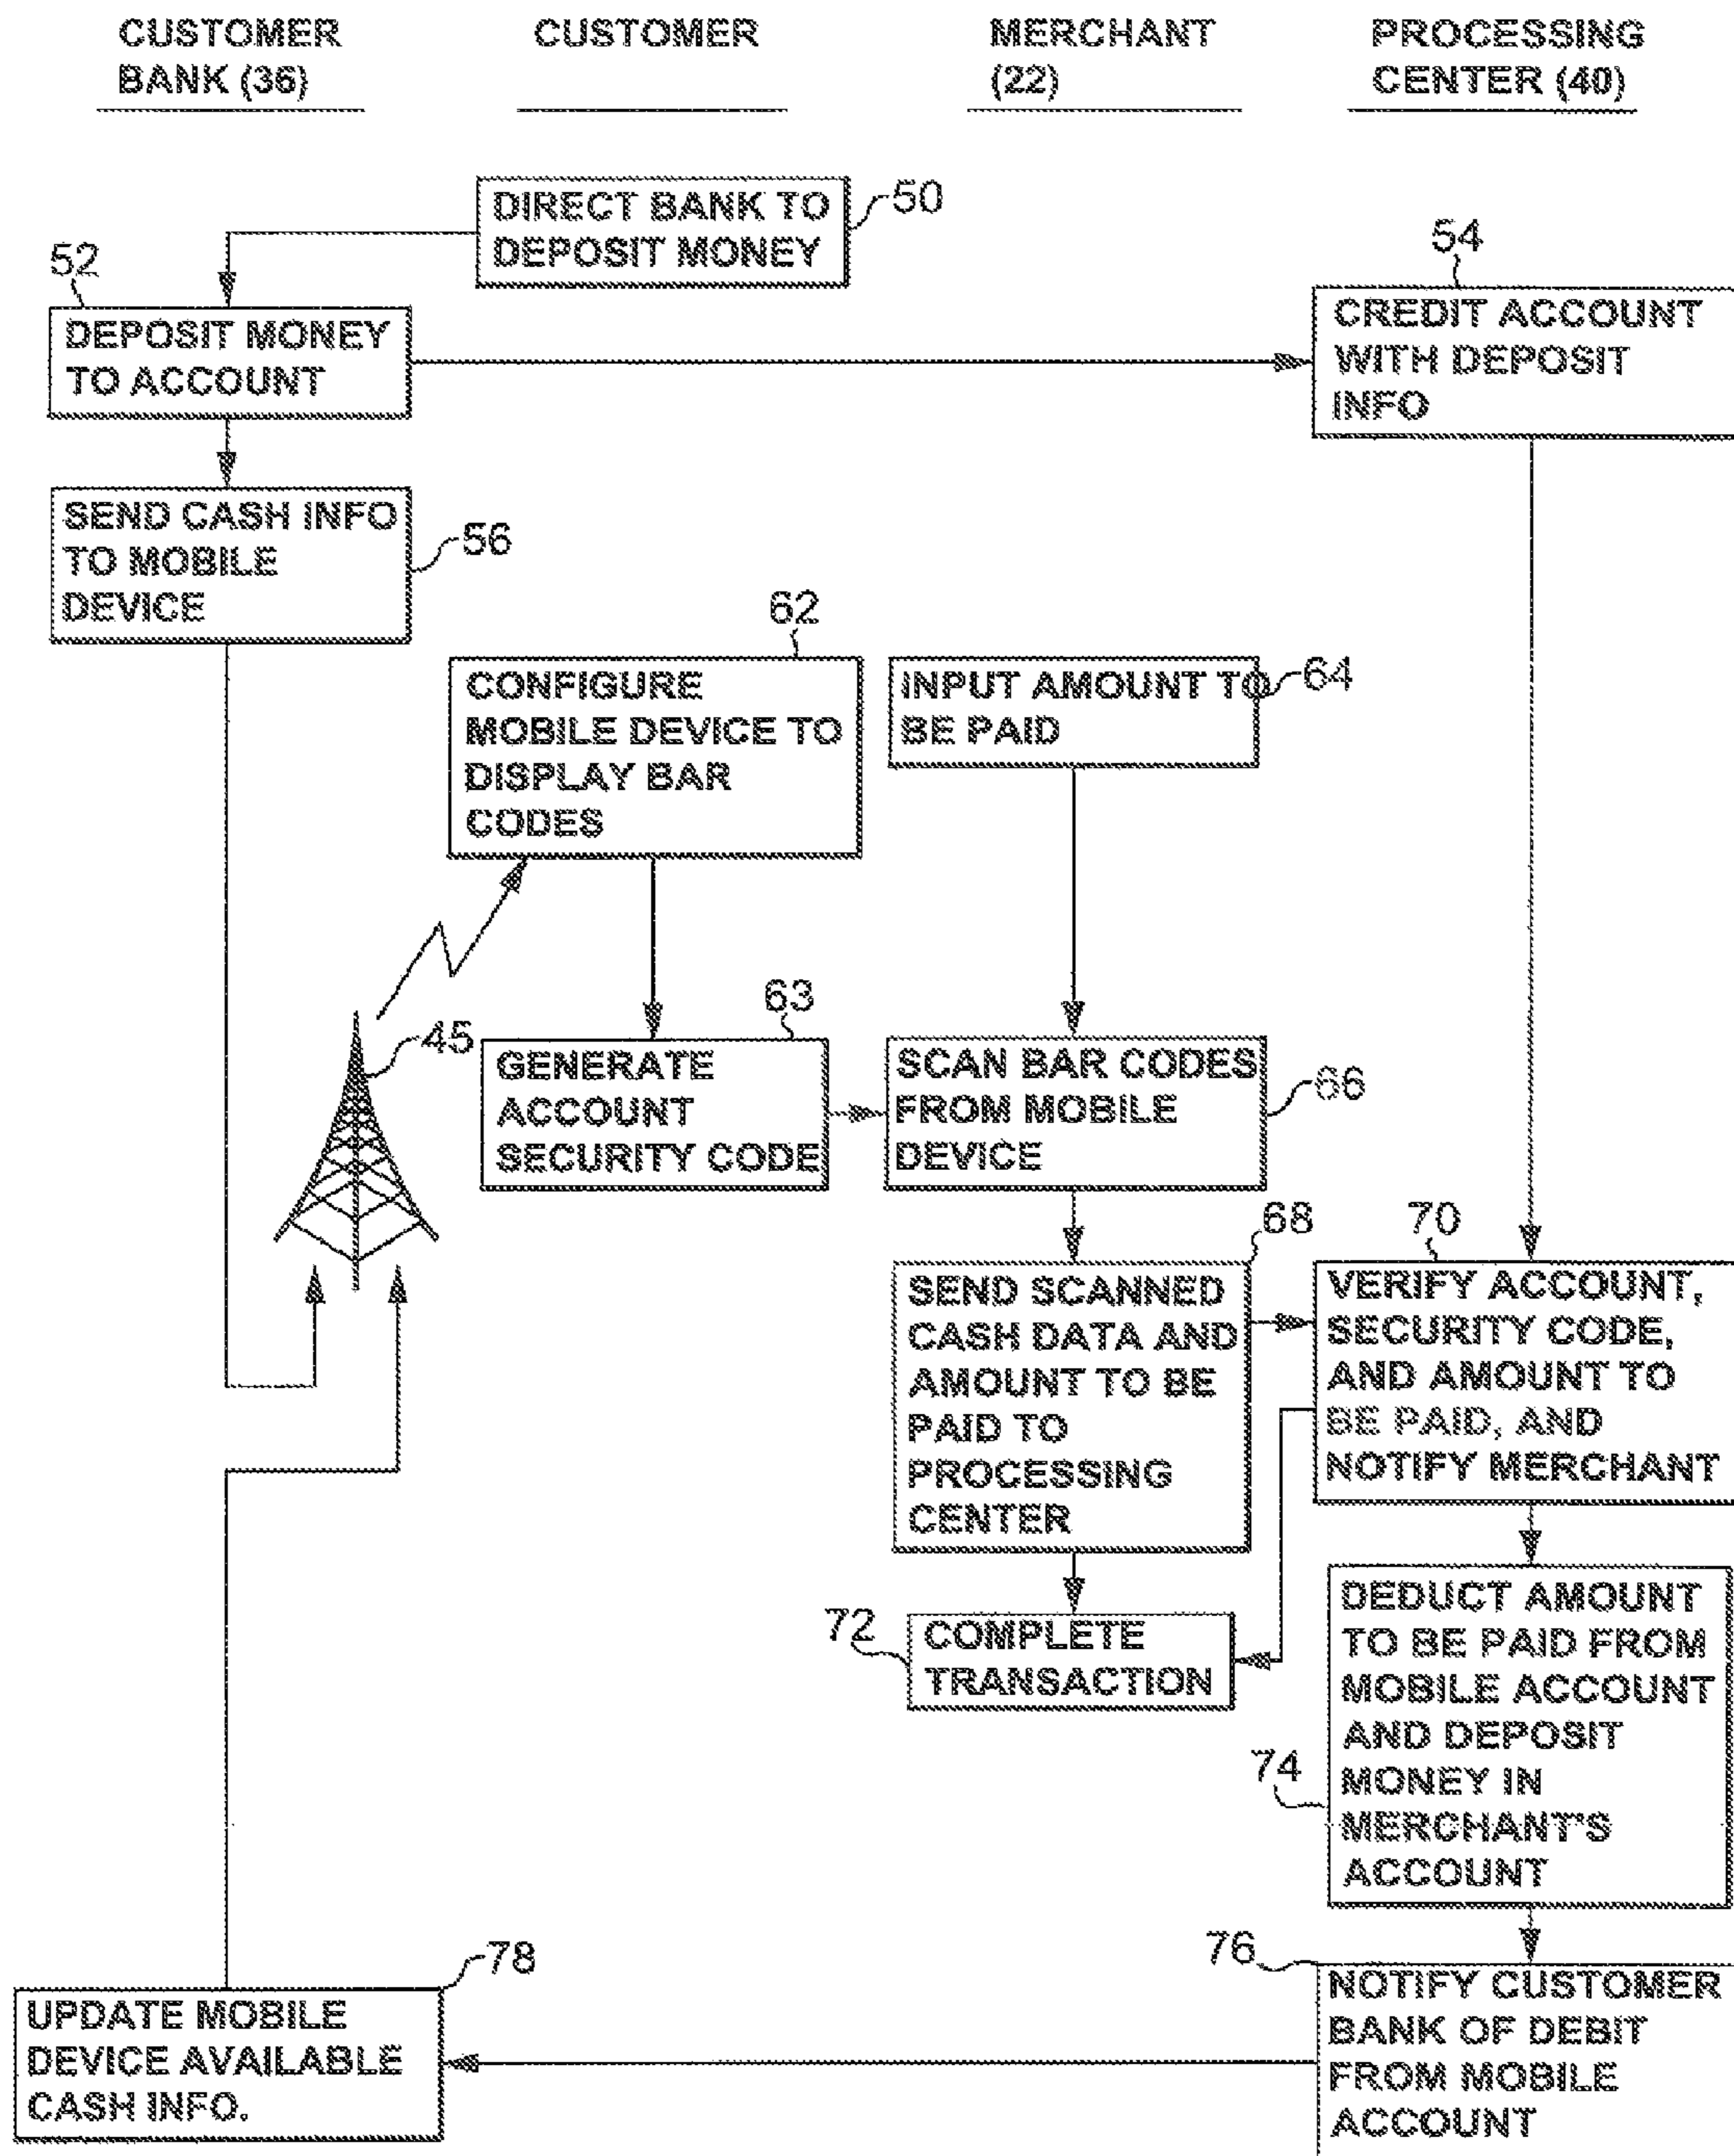 CUSTOMER
BANK (36)
CUSTOMER
MERCHANT
(22)
PROCESSING
CENTER (40)
DIRECT BANK TO
DEPOSIT MONEY
50
52
DEPOSIT MONEY
TO ACCOUNT
54
CREDIT ACCOUNT
WITH DEPOSIT
INFO
SEND CASH INFO
TO MOBILE
DEVICE
56
62
CONFIGURE
MOBILE DEVICE TO
DISPLAY BAR
CODES
INPUT AMOUNT TO
BE PAID
64
45
63
GENERATE
ACCOUNT
SECURITY CODE
SCAN BAR CODES
FROM MOBILE
DEVICE
66
68
SEND SCANNED
CASH DATA AND
AMOUNT TO BE
PAID TO
PROCESSING
CENTER
70
VERIFY ACCOUNT,
SECURITY CODE,
AND AMOUNT TO
BE PAID, AND
NOTIFY MERCHANT
72
COMPLETE
TRANSACTION
74
DEDUCT AMOUNT
TO BE PAID FROM
MOBILE ACCOUNT
AND DEPOSIT
MONEY IN
MERCHANT'S
ACCOUNT
76
NOTIFY CUSTOMER
BANK OF DEBIT
FROM MOBILE
ACCOUNT
78
UPDATE MOBILE
DEVICE AVAILABLE
CASH INFO.